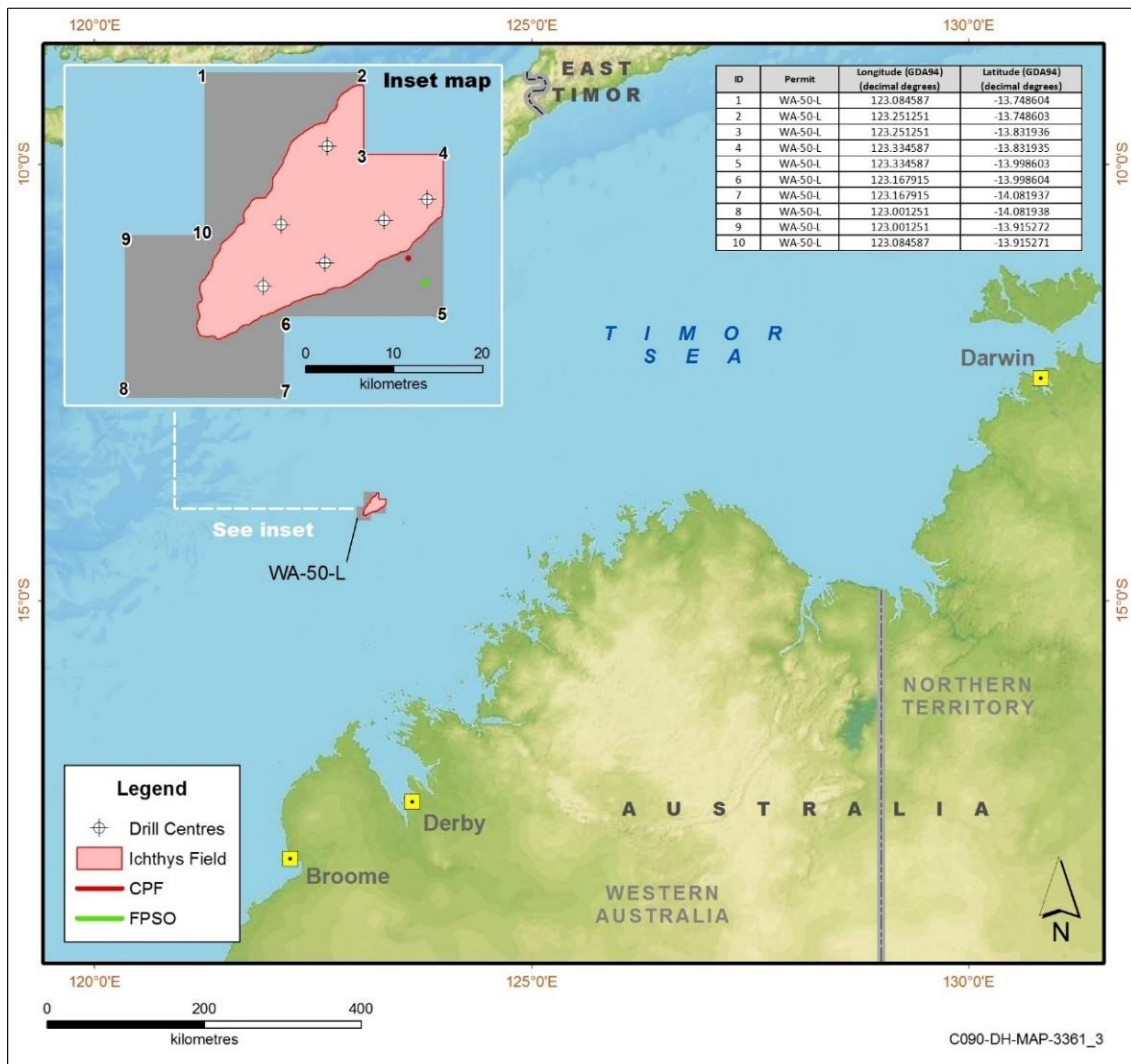 120°0'E 125°0'E 130°0'E
1 2 Inset map
3 4
9 10
6 5
8 7
0 10 20
kilometres
EAST
TIMOR
ID Permit Longitude (GDA94) (decimal degrees) Latitude (GDA94) (decimal degrees)
1 WA-50-L 123.084587 -13.748604
2 WA-50-L 123.251251 -13.748603
3 WA-50-L 123.251251 -13.831936
4 WA-50-L 123.334587 -13.831935
5 WA-50-L 123.334587 -13.998603
6 WA-50-L 123.167915 -13.998604
7 WA-50-L 123.167915 -14.081937
8 WA-50-L 123.001251 -14.081938
9 WA-50-L 123.001251 -13.915272
10 WA-50-L 123.084587 -13.915271
10°0'S 10°0'S
TIMOR
SEA
Darwin
See inset
WA-50-L
15°0'S 15°0'S
NORTHERN
TERRITORY
Legend
Drill Centres
Ichthys Field
CPF
FPSO
Derby
AUSTRALIA
Broome
WESTERN
AUSTRALIA
N
120°0'E 125°0'E 130°0'E
0 200 400
kilometres
C090-DH-MAP-3361_3